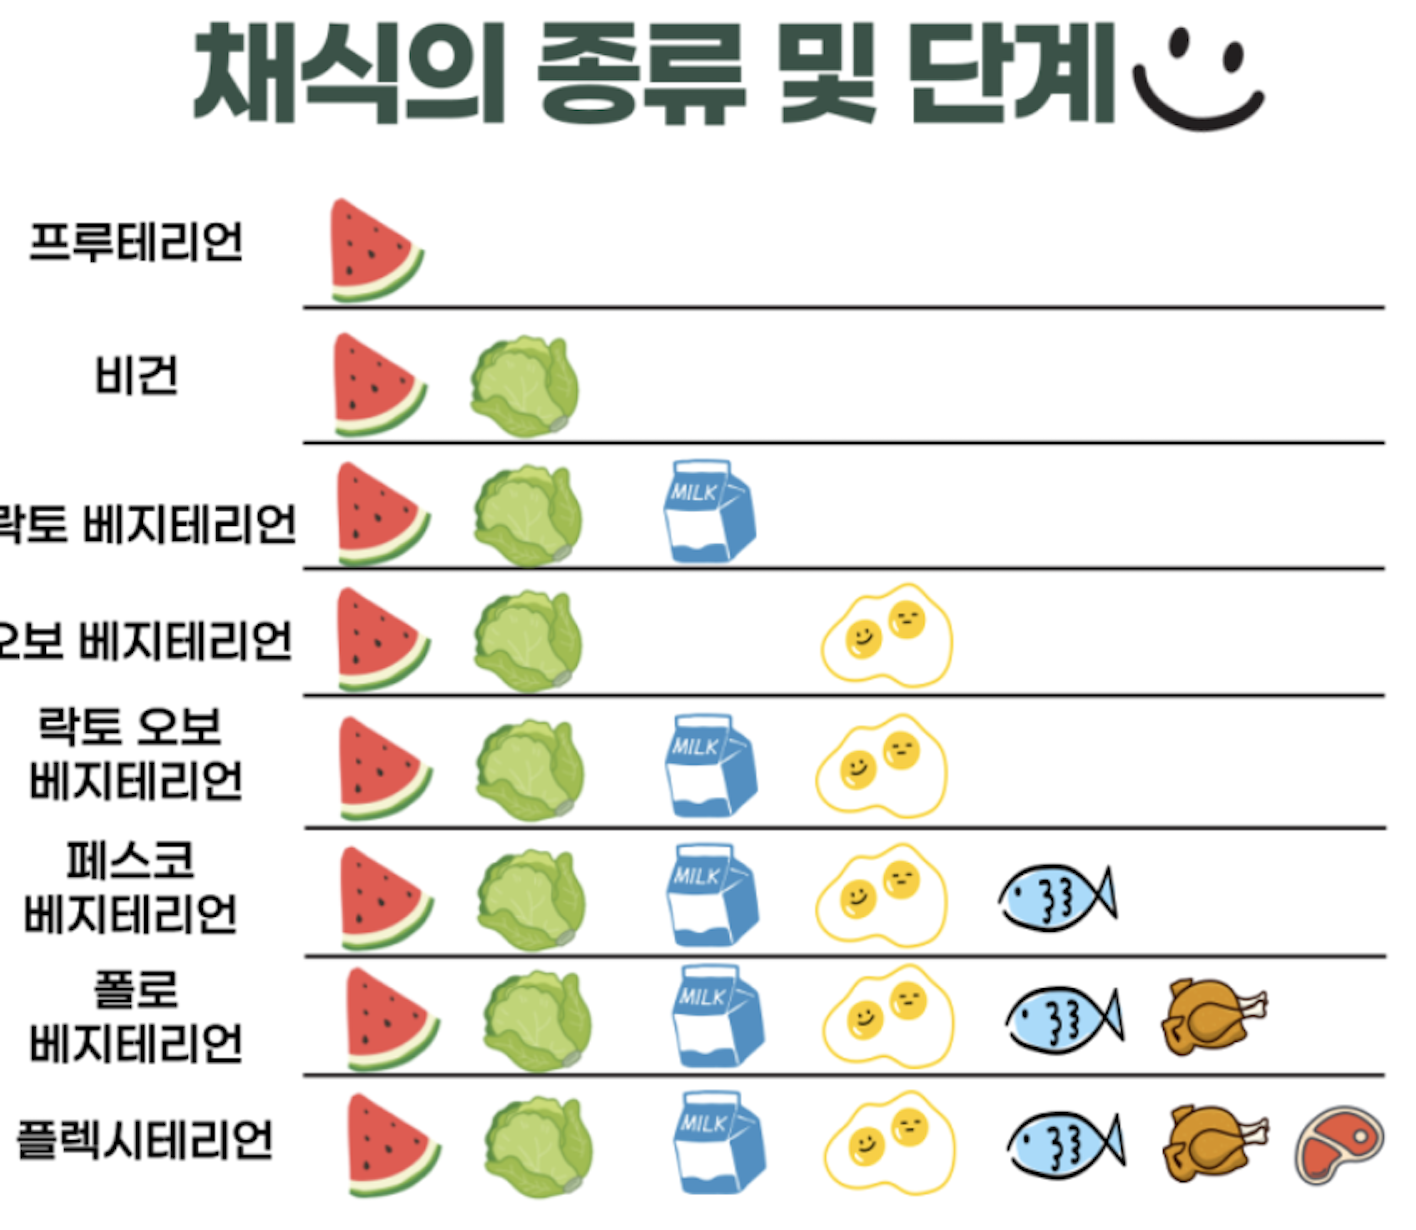 채식의 종류 및 단계
프루테리언
비건
락토 베지테리언
MILK
오보 베지테리언
락토 오보
베지테리언
MILK
페스코
베지테리언
MILK
폴로
베지테리언
MILK
플렉시테리언
MILK